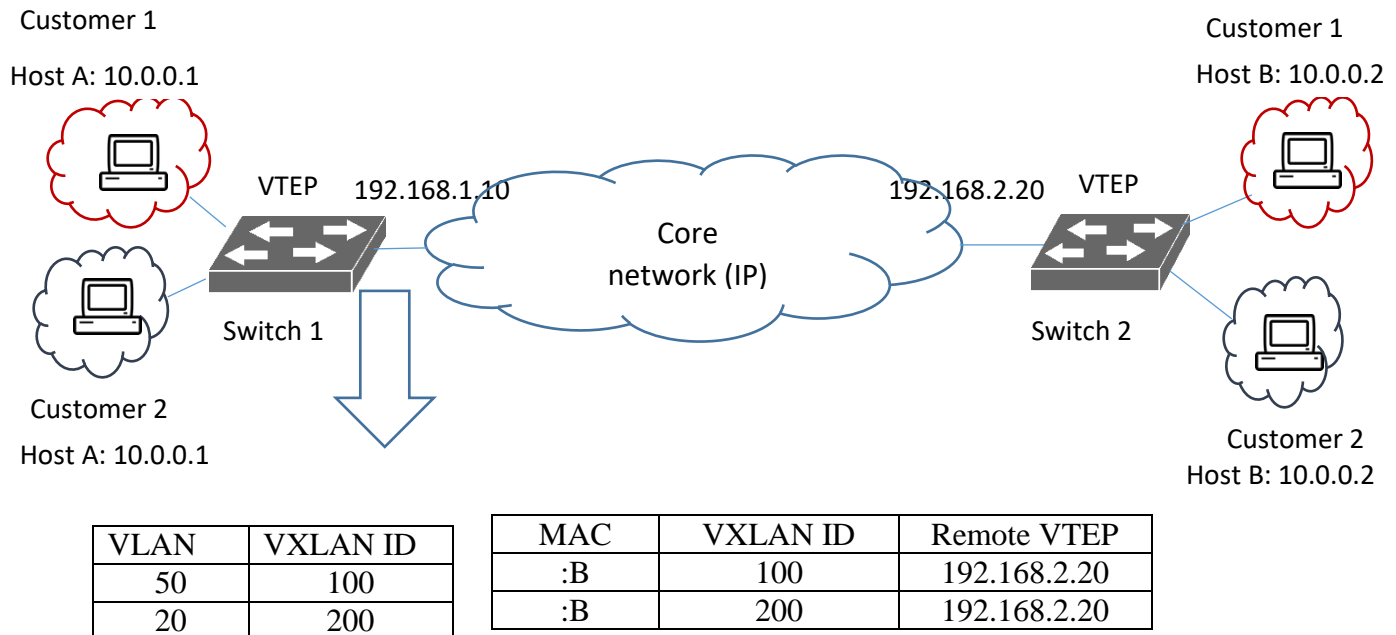 Customer 1
Host A: 10.0.0.1
Customer 1
Host B: 10.0.0.2
VTEP
192.168.1.10
192.168.2.20
VTEP
Core
network (IP)
Switch 1
Switch 2
Customer 2
Host A: 10.0.0.1
Customer 2
Host B: 10.0.0.2
VLAN VXLAN ID
50 100
20 200
MAC VXLAN ID Remote VTEP
:B 100 192.168.2.20
:B 200 192.168.2.20